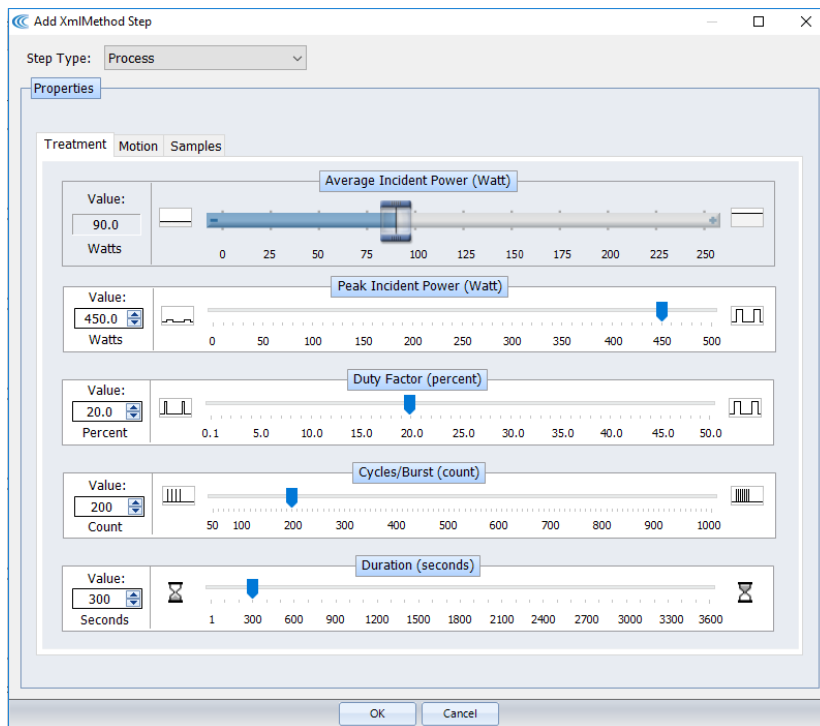 Add XmlMethod Step
Step Type: Process
Properties
Treatment Motion Samples
Average Incident Power (Watt)
Value:
90.0
Watts
0 25 50 75 100 125 150 175 200 225 250
Peak Incident Power (Watt)
Value:
450.0
Watts
0 50 100 150 200 250 300 350 400 450 500
Duty Factor (percent)
Value:
20.0
Percent
0.1 5.0 10.0 15.0 20.0 25.0 30.0 35.0 40.0 45.0 50.0
Cycles/Burst (count)
Value:
200
Count
50 100 200 300 400 500 600 700 800 900 1000
Duration (seconds)
Value:
300
Seconds
1 300 600 900 1200 1500 1800 2100 2400 2700 3000 3300 3600
OK Cancel